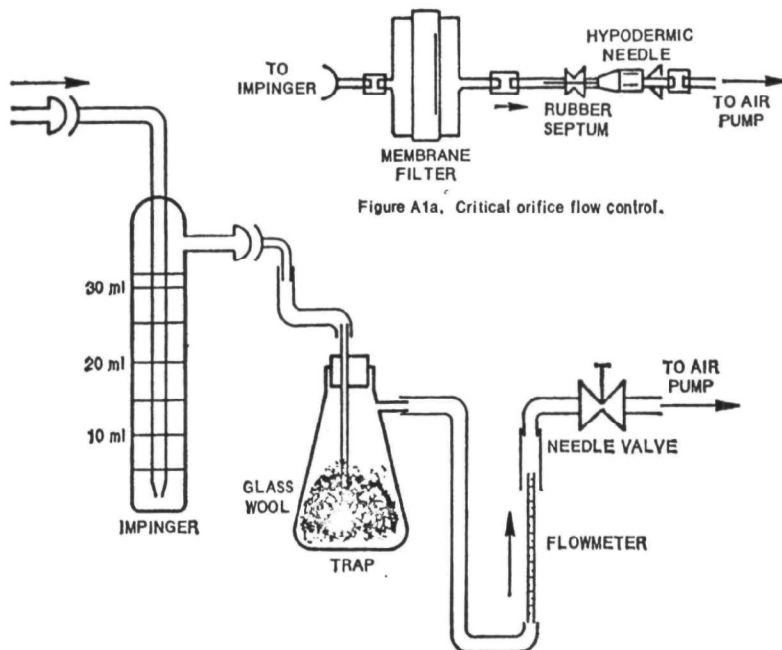 TO
IMPINGER
HYPODERMIC
NEEDLE
RUBBER
SEPTUM
TO AIR
PUMP
MEMBRANE
FILTER
Figure A1a. Critical orifice flow control.
30 ml
20 ml
10 ml
IMPINGER
GLASS
WOOL
TRAP
TO AIR
PUMP
NEEDLE VALVE
FLOWMETER